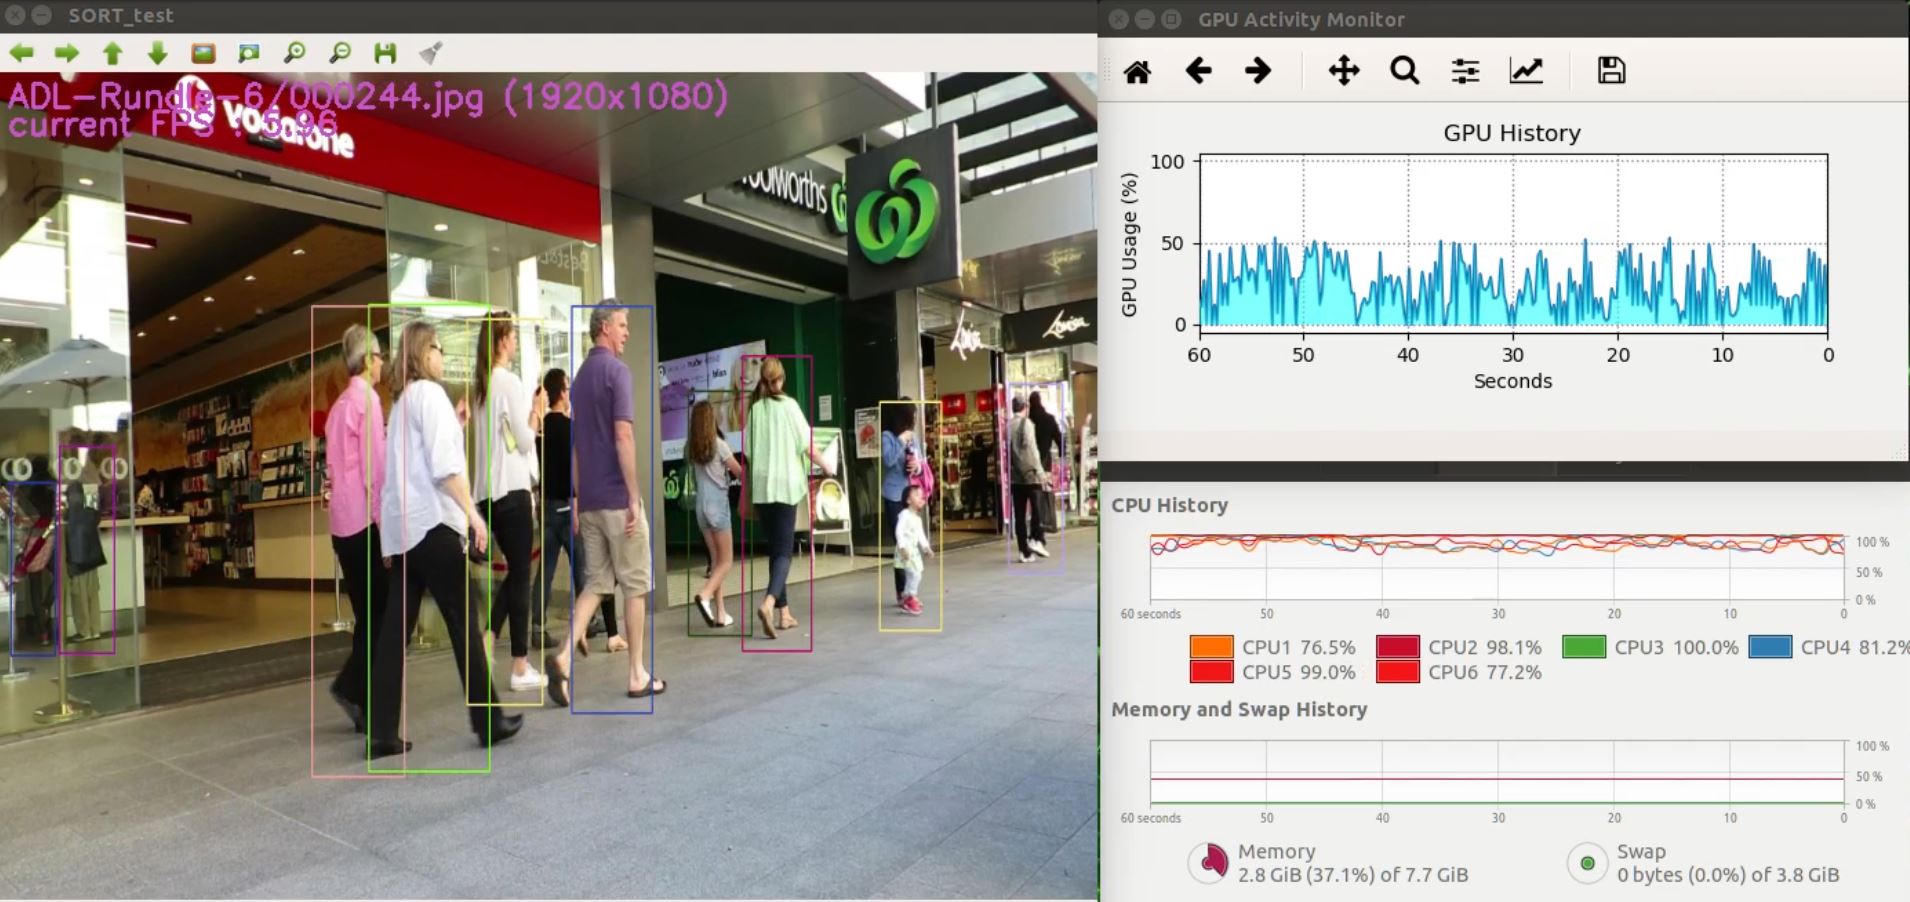 SORT_test
ADL-Rundle-6/000244.jpg (1920x1080)
current FPS : 5.96
vodafone
oolworths
Louisa
GPU Activity Monitor
GPU History
GPU Usage (%)
100
50
0
60 50 40 30 20 10 0
Seconds
CPU History
100 %
50 %
0 %
60 seconds 50 40 30 20 10 0
CPU1 76.5% CPU2 98.1% CPU3 100.0% CPU4 81.2%
CPU5 99.0% CPU6 77.2%
Memory and Swap History
100 %
50 %
0 %
60 seconds 50 40 30 20 10 0
Memory
2.8 GiB (37.1%) of 7.7 GiB
Swap
0 bytes (0.0%) of 3.8 GiB